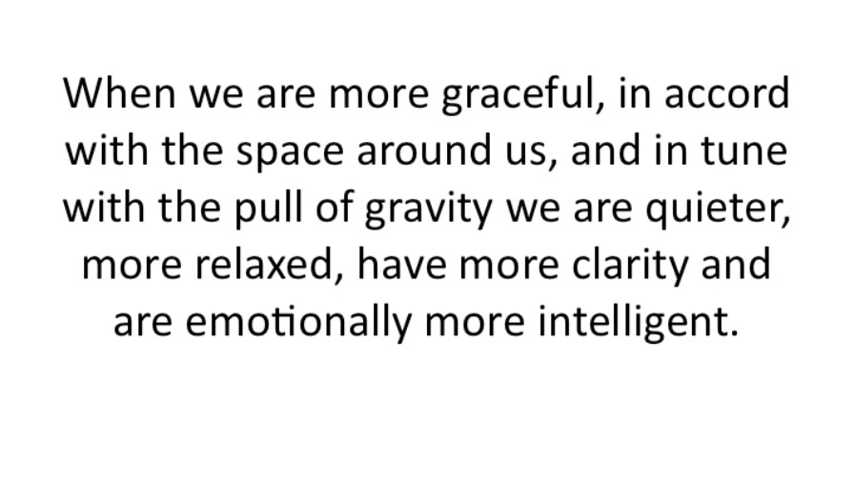 When we are more graceful, in accord
with the space around us, and in tune
with the pull of gravity we are quieter,
more relaxed, have more clarity and
are emotionally more intelligent.